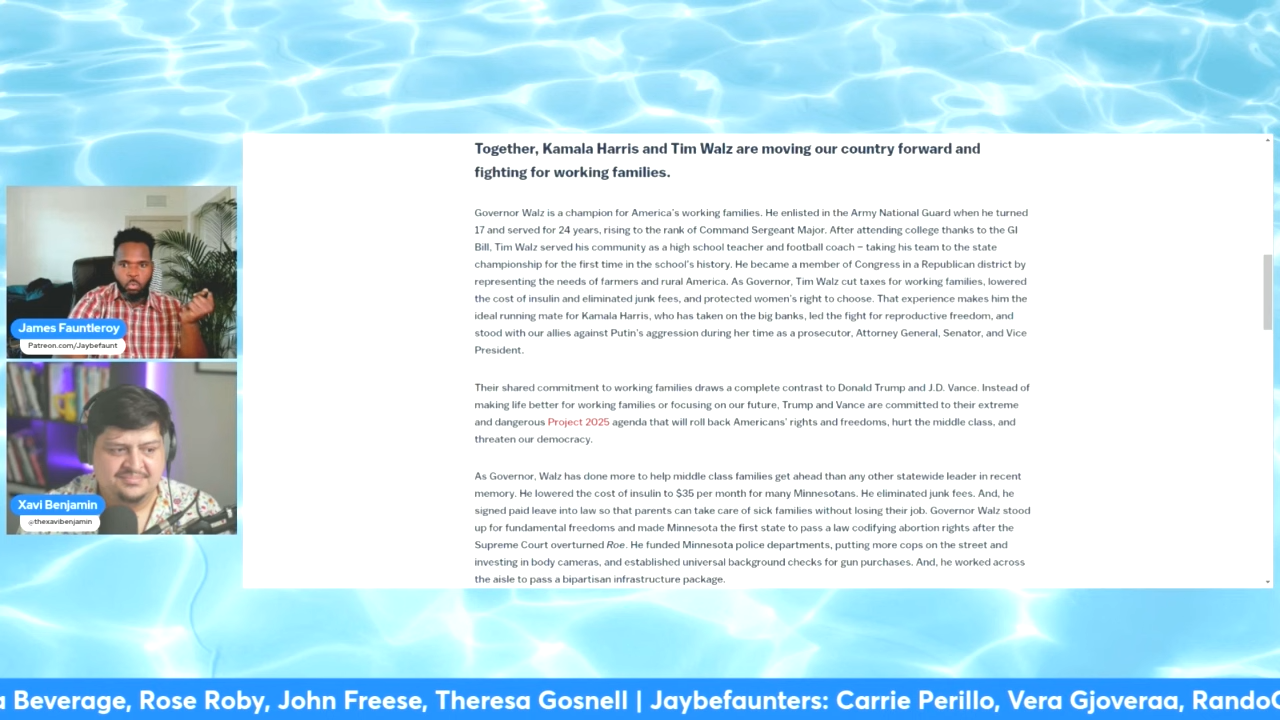 Together, Kamala Harris and Tim Walz are moving our country forward and
fighting for working families.
Governor Walz is a champion for America's working families. He enlisted in the Army National Guard when he turned
17 and served for 24 years, rising to the rank of Command Sergeant Major. After attending college thanks to the GI
Bill, Tim Walz served his community as a high school teacher and football coach – taking his team to the state
championship for the first time in the school's history. He became a member of Congress in a Republican district by
representing the needs of farmers and rural America. As Governor, Tim Walz cut taxes for working families, lowered
the cost of insulin and eliminated junk fees, and protected women's right to choose. That experience makes him the
ideal running mate for Kamala Harris, who has taken on the big banks, led the fight for reproductive freedom, and
stood with our allies against Putin's aggression during her time as a prosecutor, Attorney General, Senator, and Vice
President.
Their shared commitment to working families draws a complete contrast to Donald Trump and J.D. Vance. Instead of
making life better for working families or focusing on our future, Trump and Vance are committed to their extreme
and dangerous Project 2025 agenda that will roll back Americans' rights and freedoms, hurt the middle class, and
threaten our democracy.
As Governor, Walz has done more to help middle class families get ahead than any other statewide leader in recent
memory. He lowered the cost of insulin to $35 per month for many Minnesotans. He eliminated junk fees. And, he
signed paid leave into law so that parents can take care of sick families without losing their job. Governor Walz stood
up for fundamental freedoms and made Minnesota the first state to pass a law codifying abortion rights after the
Supreme Court overturned Roe. He funded Minnesota police departments, putting more cops on the street and
investing in body cameras, and established universal background checks for gun purchases. And, he worked across
the aisle to pass a bipartisan infrastructure package.
James Fauntleroy
Patreon.com/Jaybefaunt
Xavi Benjamin
@thexavibenjamin
a Beverage, Rose Roby, John Freese, Theresa Gosnell | Jaybefaunters: Carrie Perillo, Vera Gjoveraa, Rando